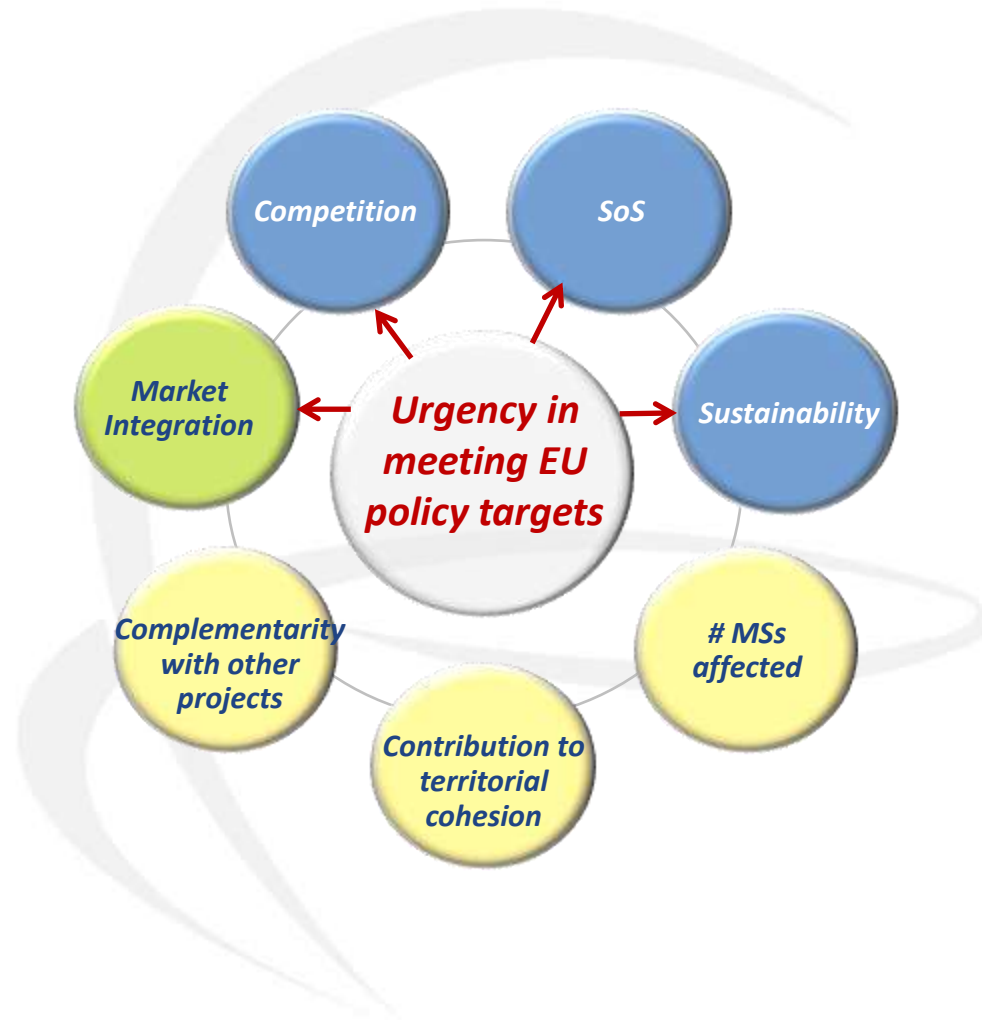 Competition
SoS
Market
Integration
Urgency in
meeting EU
policy targets
Sustainability
Complementarity
with other
projects
# MSs
affected
Contribution to
territorial
cohesion